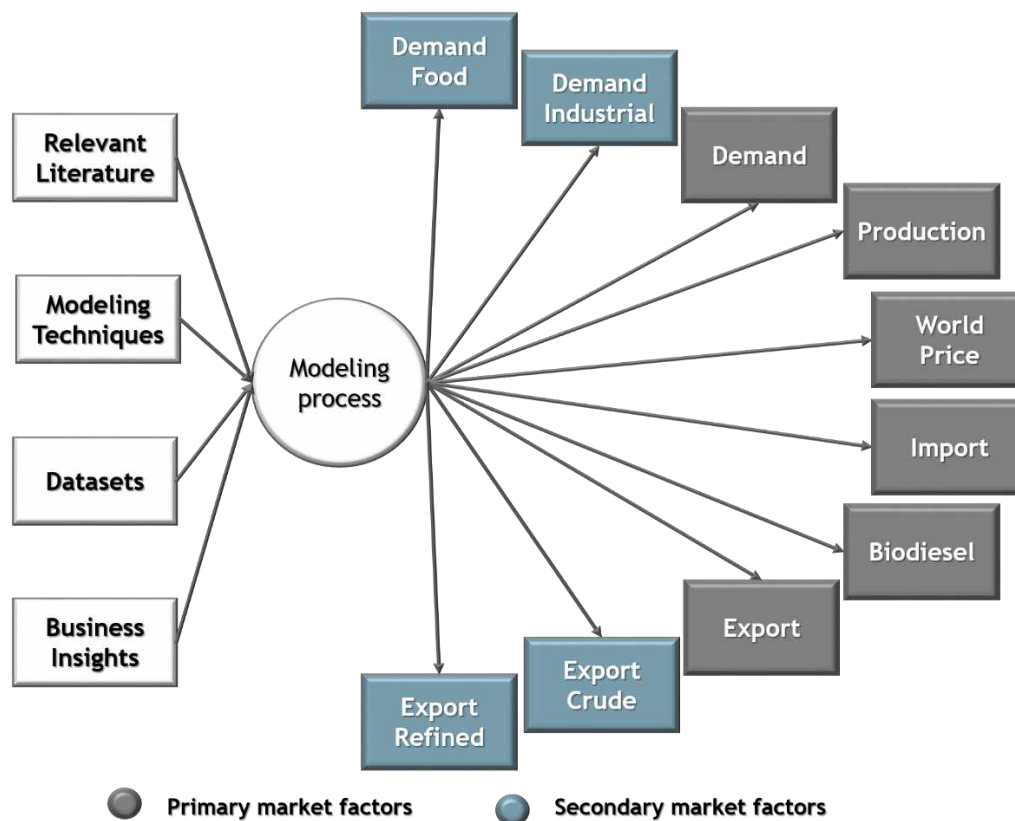 Demand
Food
Demand
Industrial
Demand
Production
World
Price
Import
Biodiesel
Export
Export
Crude
Export
Refined
Relevant
Literature
Modeling
Techniques
Datasets
Business
Insights
Modeling
process
Primary market factors
Secondary market factors